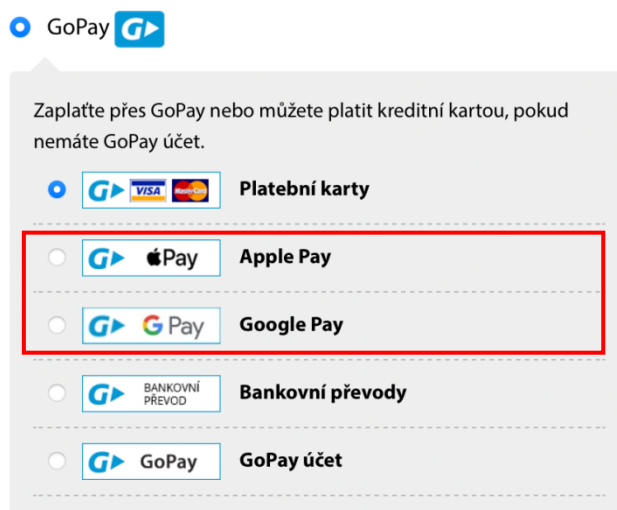 GoPay G
Zaplaťte přes GoPay nebo můžete platit kreditní kartou, pokud
nemáte GoPay účet.
G VISA MasterCard Platební karty
G Pay Apple Pay
G G Pay Google Pay
G BANKOVNÍ PŘEVOD Bankovní převody
G GoPay GoPay účet